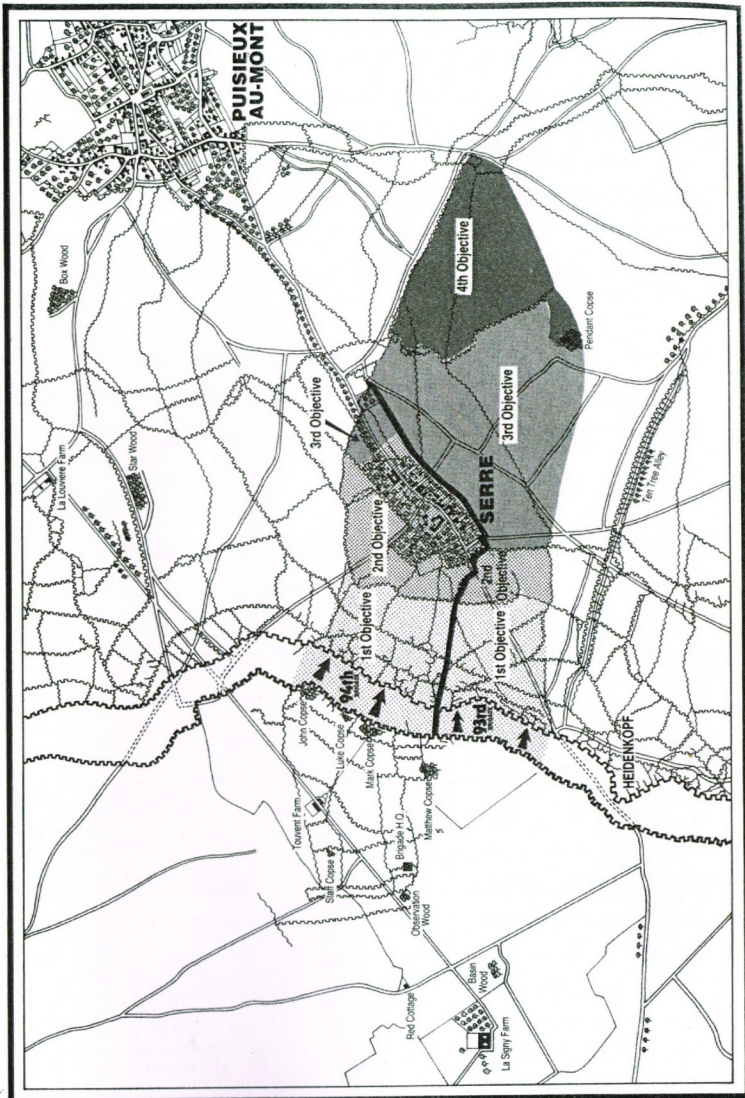 PUISIEUX
AU-MONT
Box Wood
La Louviere Farm
Star Wood
3rd Objective
4th Objective
2nd Objective
3rd Objective
Pendant Copse
SERRE
1st Objective
2nd
Objective
1st Objective
Ten Tree Alley
John Copse
94th
Luke Copse
Mark Copse
93rd
Matthew Copse
HEIDENKOPF
Touvent Farm
Staff Copse
Brigade H.Q.
Observation
Wood
Red Cottage
Basin
Wood
La Signy Farm